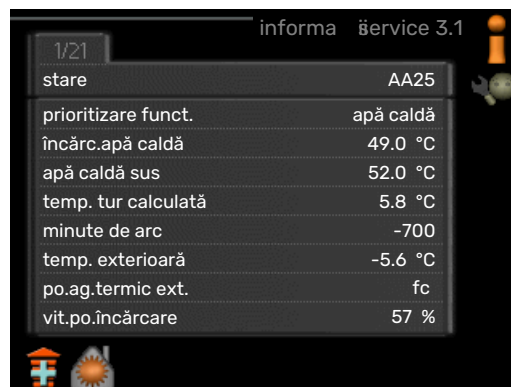 informa service 3.1
1/21
stare AA25
prioritizare funct. apă caldă
încărc.apă caldă 49.0 °C
apă caldă sus 52.0 °C
temp. tur calculată 5.8 °C
minute de arc -700
temp. exterioară -5.6 °C
po.ag.termic ext. fc
vit.po.încărcare 57 %